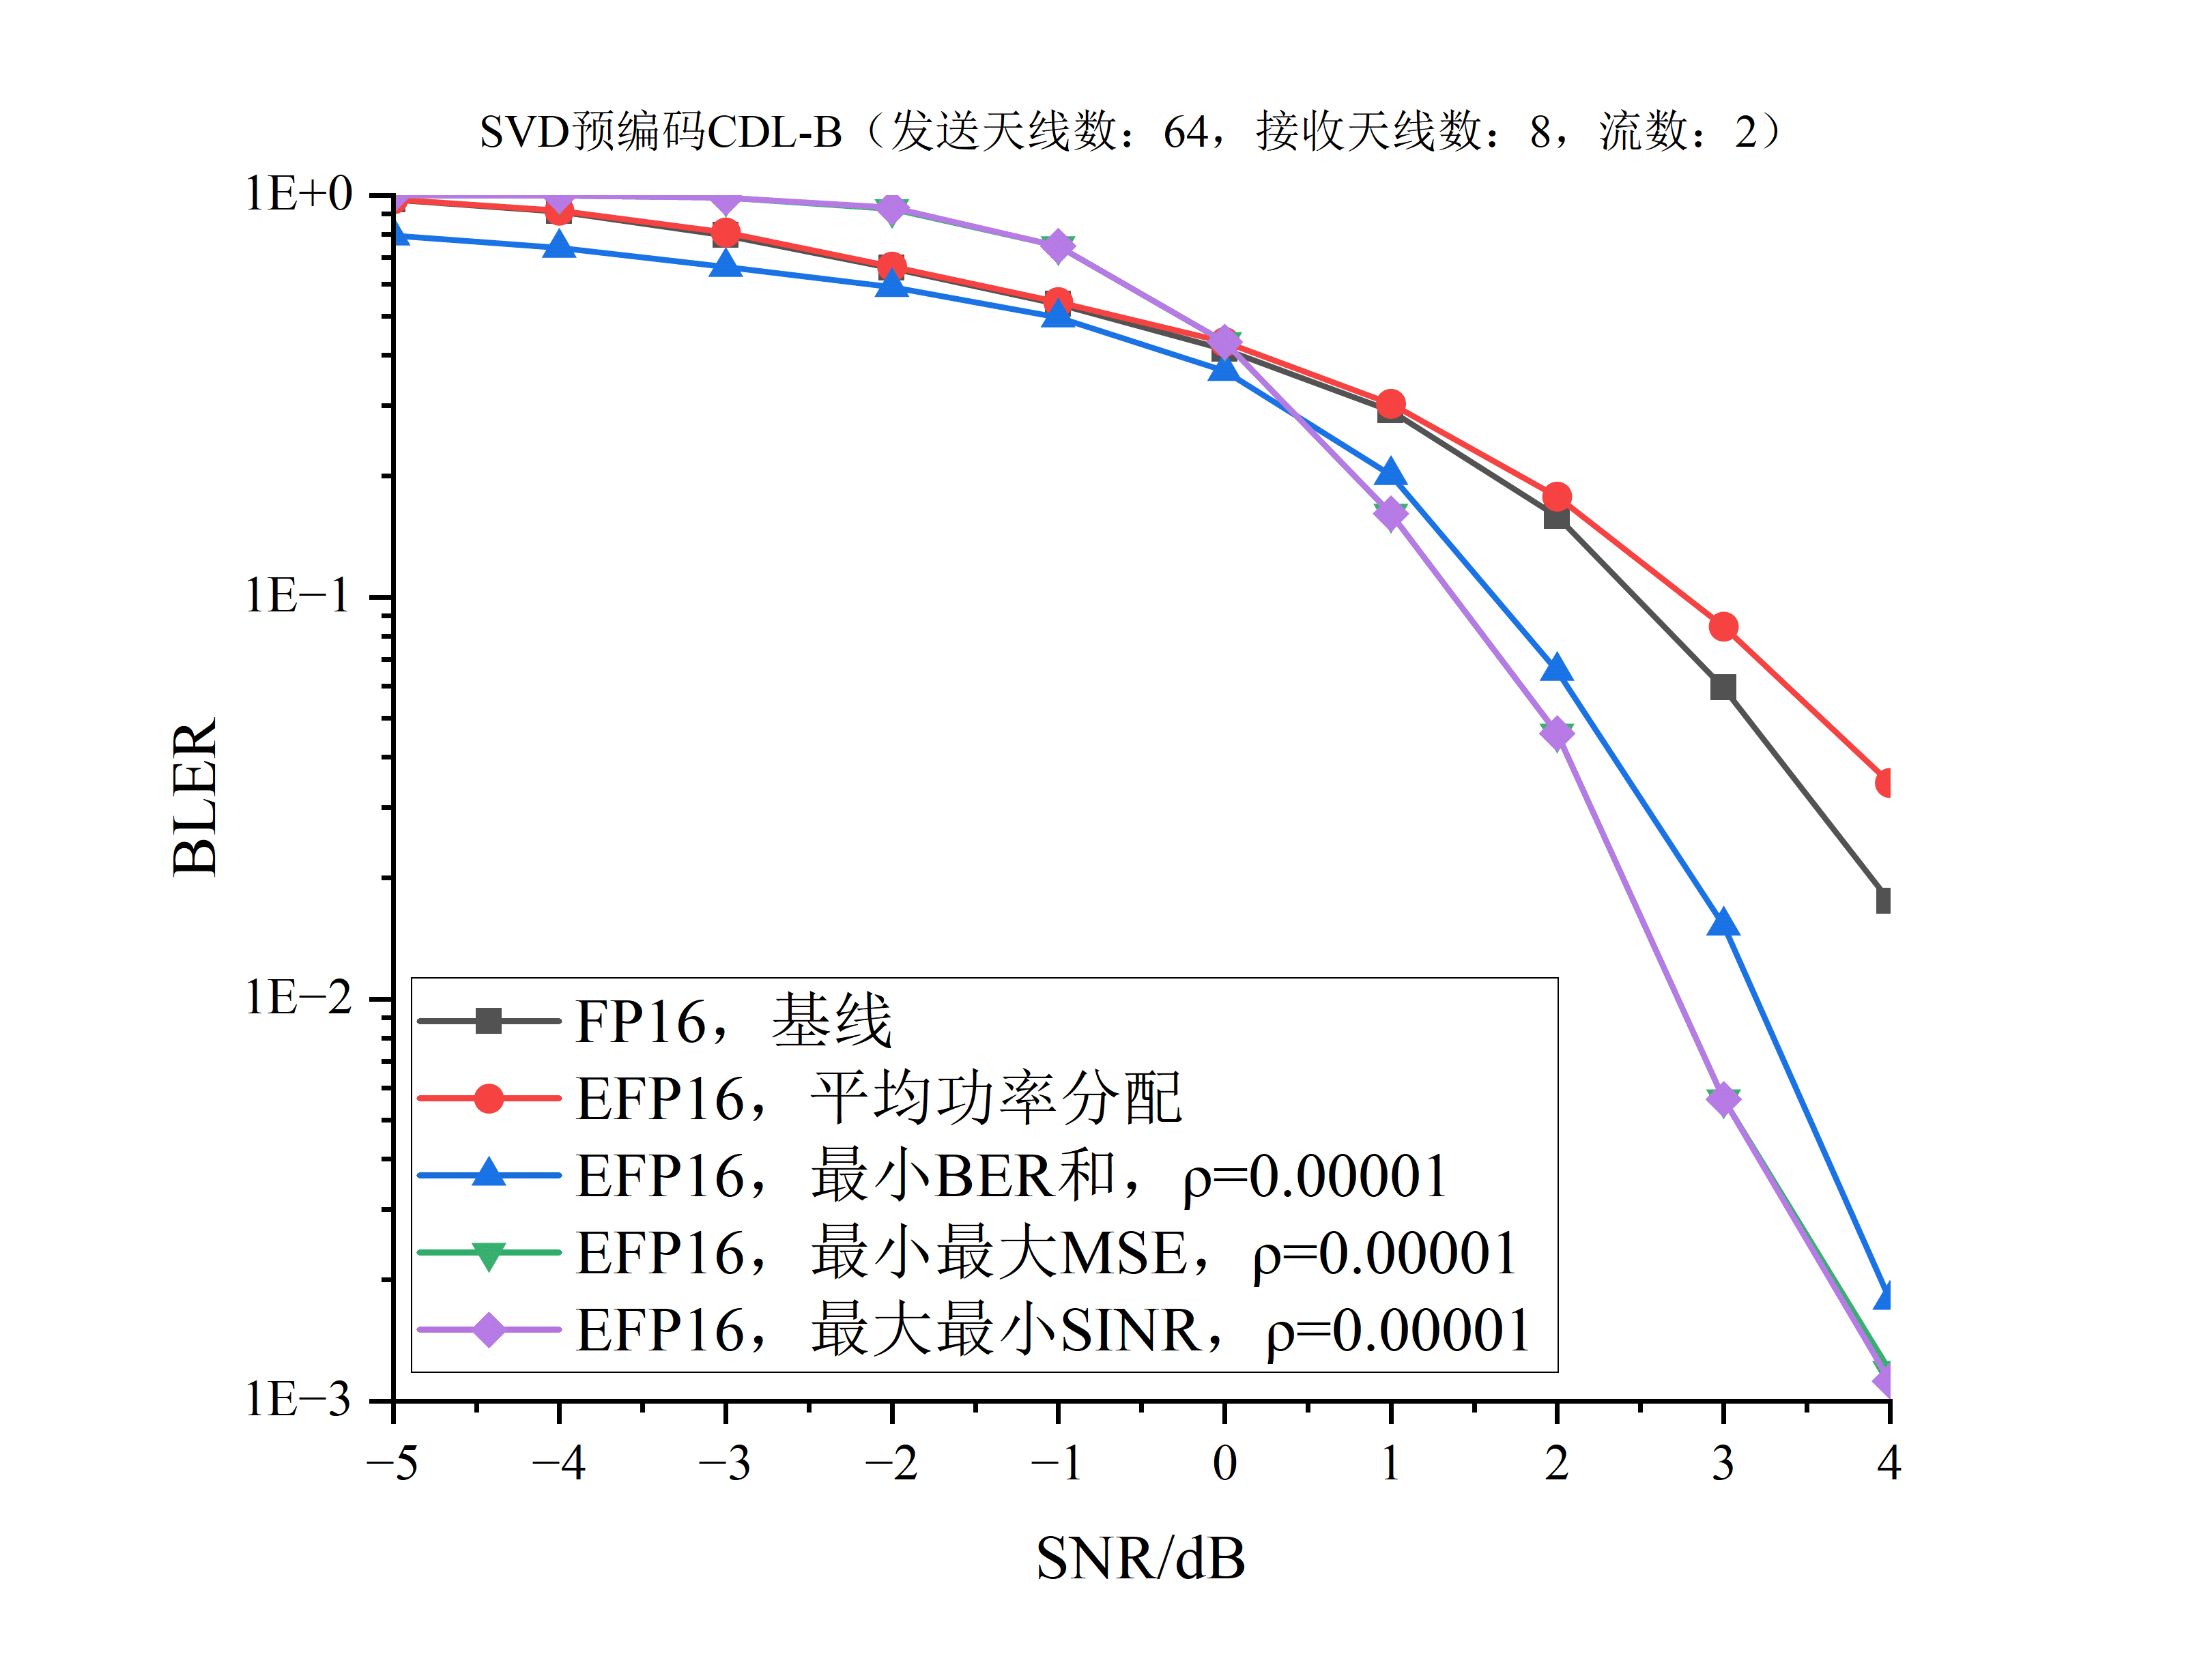 SVD预编码CDL-B（发送天线数：64，接收天线数：8，流数：2）
1E+0
1E−1
1E−2
1E−3
BLER
FP16，基线
EFP16，平均功率分配
EFP16，最小BER和，ρ=0.00001
EFP16，最小最大MSE，ρ=0.00001
EFP16，最大最小SINR，ρ=0.00001
−5 −4 −3 −2 −1 0 1 2 3 4
SNR/dB